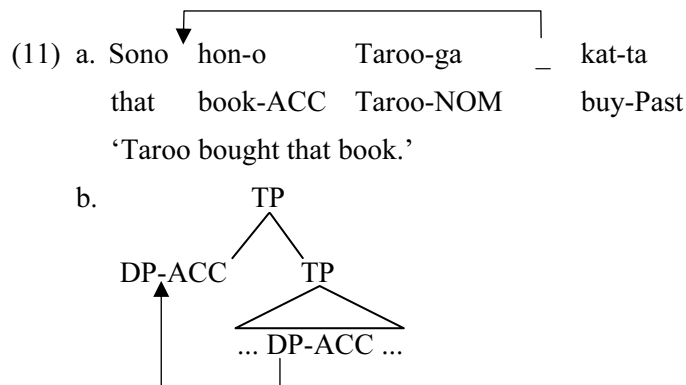 (11) a. Sono hon-o Taroo-ga _ kat-ta
that book-ACC Taroo-NOM buy-Past
‘Taroo bought that book.’
b. TP
DP-ACC TP
... DP-ACC ...